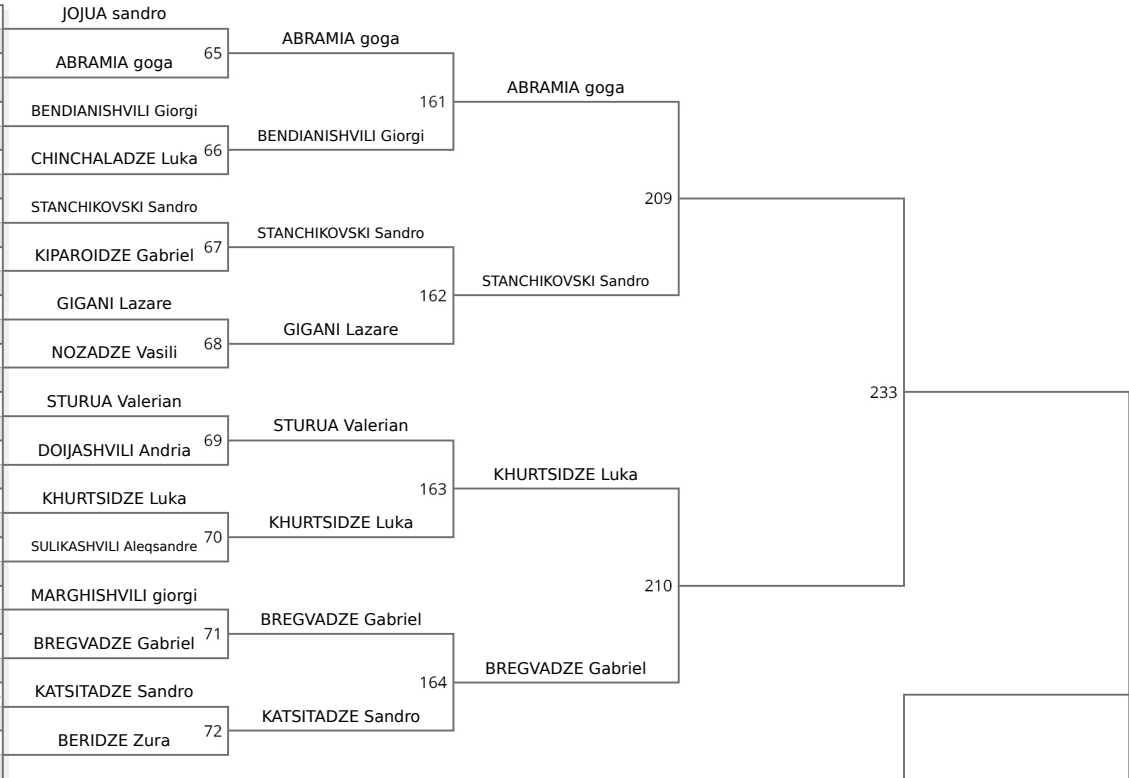 JOJUA sandro
ABRAMIA goga
65
ABRAMIA goga
BENDIANISHVILI Giorgi
CHINCHALADZE Luka
66
BENDIANISHVILI Giorgi
161
ABRAMIA goga
STANCHIKOVSKI Sandro
KIPAROIDZE Gabriel
67
STANCHIKOVSKI Sandro
GIGANI Lazare
NOZADZE Vasili
68
GIGANI Lazare
162
STANCHIKOVSKI Sandro
209
STURUA Valerian
DOIJASHVILI Andria
69
STURUA Valerian
KHURTSIDZE Luka
SULIKASHVILI Aleqsandre
70
KHURTSIDZE Luka
163
KHURTSIDZE Luka
MARGHISHVILI giorgi
BREGVADZE Gabriel
71
BREGVADZE Gabriel
KATSITADZE Sandro
BERIDZE Zura
72
KATSITADZE Sandro
164
BREGVADZE Gabriel
210
233